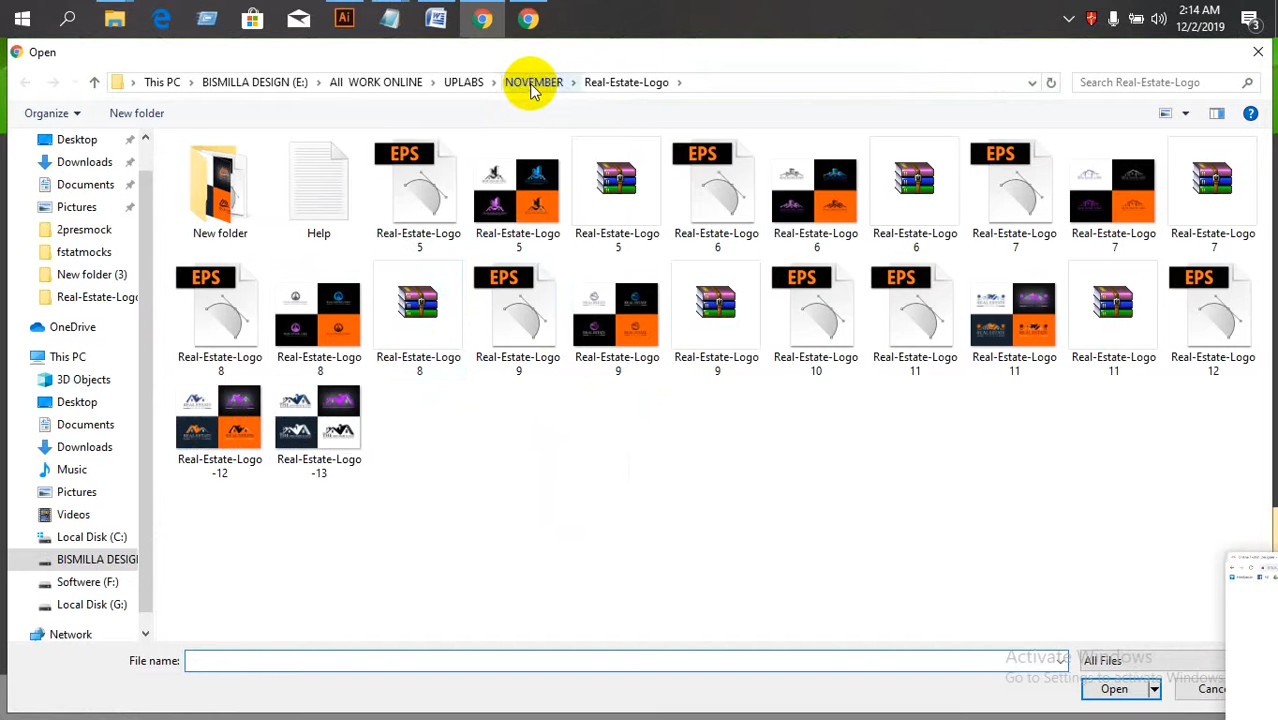 2:14 AM
12/2/2019
3
Open
This PC > BISMILLA DESIGN (E:) > All WORK ONLINE > UPLABS > NOVEMBER > Real-Estate-Logo >
Search Real-Estate-Logo
Organize
New folder
Desktop
Downloads
Documents
Pictures
2presmock
fstatmocks
New folder (3)
Real-Estate-Logo
OneDrive
This PC
3D Objects
Desktop
Documents
Downloads
Music
Pictures
Videos
Local Disk (C:)
BISMILLA DESIG
Softwere (F:)
Local Disk (G:)
Network
EPS EPS EPS
New folder Help Real-Estate-Logo Real-Estate-Logo Real-Estate-Logo Real-Estate-Logo Real-Estate-Logo Real-Estate-Logo Real-Estate-Logo Real-Estate-Logo Real-Estate-Logo
5 5 5 6 6 6 7 7 7
EPS EPS EPS EPS EPS
Real-Estate-Logo Real-Estate-Logo Real-Estate-Logo Real-Estate-Logo Real-Estate-Logo Real-Estate-Logo Real-Estate-Logo Real-Estate-Logo Real-Estate-Logo Real-Estate-Logo Real-Estate-Logo
8 8 8 9 9 9 10 11 11 11 12
Real-Estate-Logo Real-Estate-Logo
-12 -13
File name:
All Files
Open
Canc
Activate Windows
Go to Settings to activate Windows